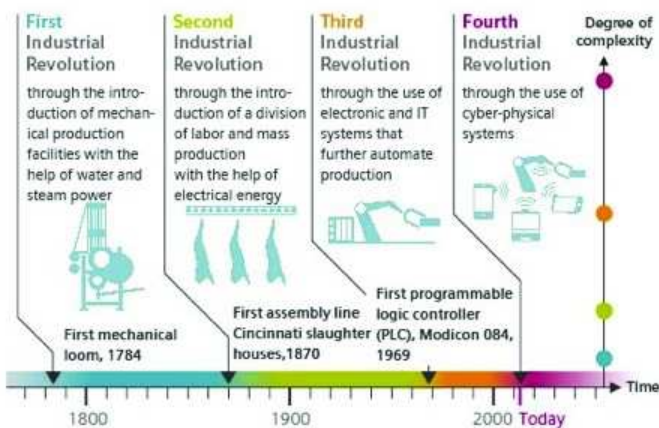 First
Industrial
Revolution
through the intro-
duction of mechan-
ical production
facilities with the
help of water and
steam power
First mechanical
loom, 1784
Second
Industrial
Revolution
through the intro-
duction of a division
of labor and mass
production
with the help of
electrical energy
First assembly line
Cincinnati slaughter
houses,1870
Third
Industrial
Revolution
through the use of
electronic and IT
systems that
further automate
production
First programmable
logic controller
(PLC), Modicon 084,
1969
Fourth
Industrial
Revolution
through the use of
cyber-physical
systems
Degree of
complexity
Time
1800
1900
2000
Today